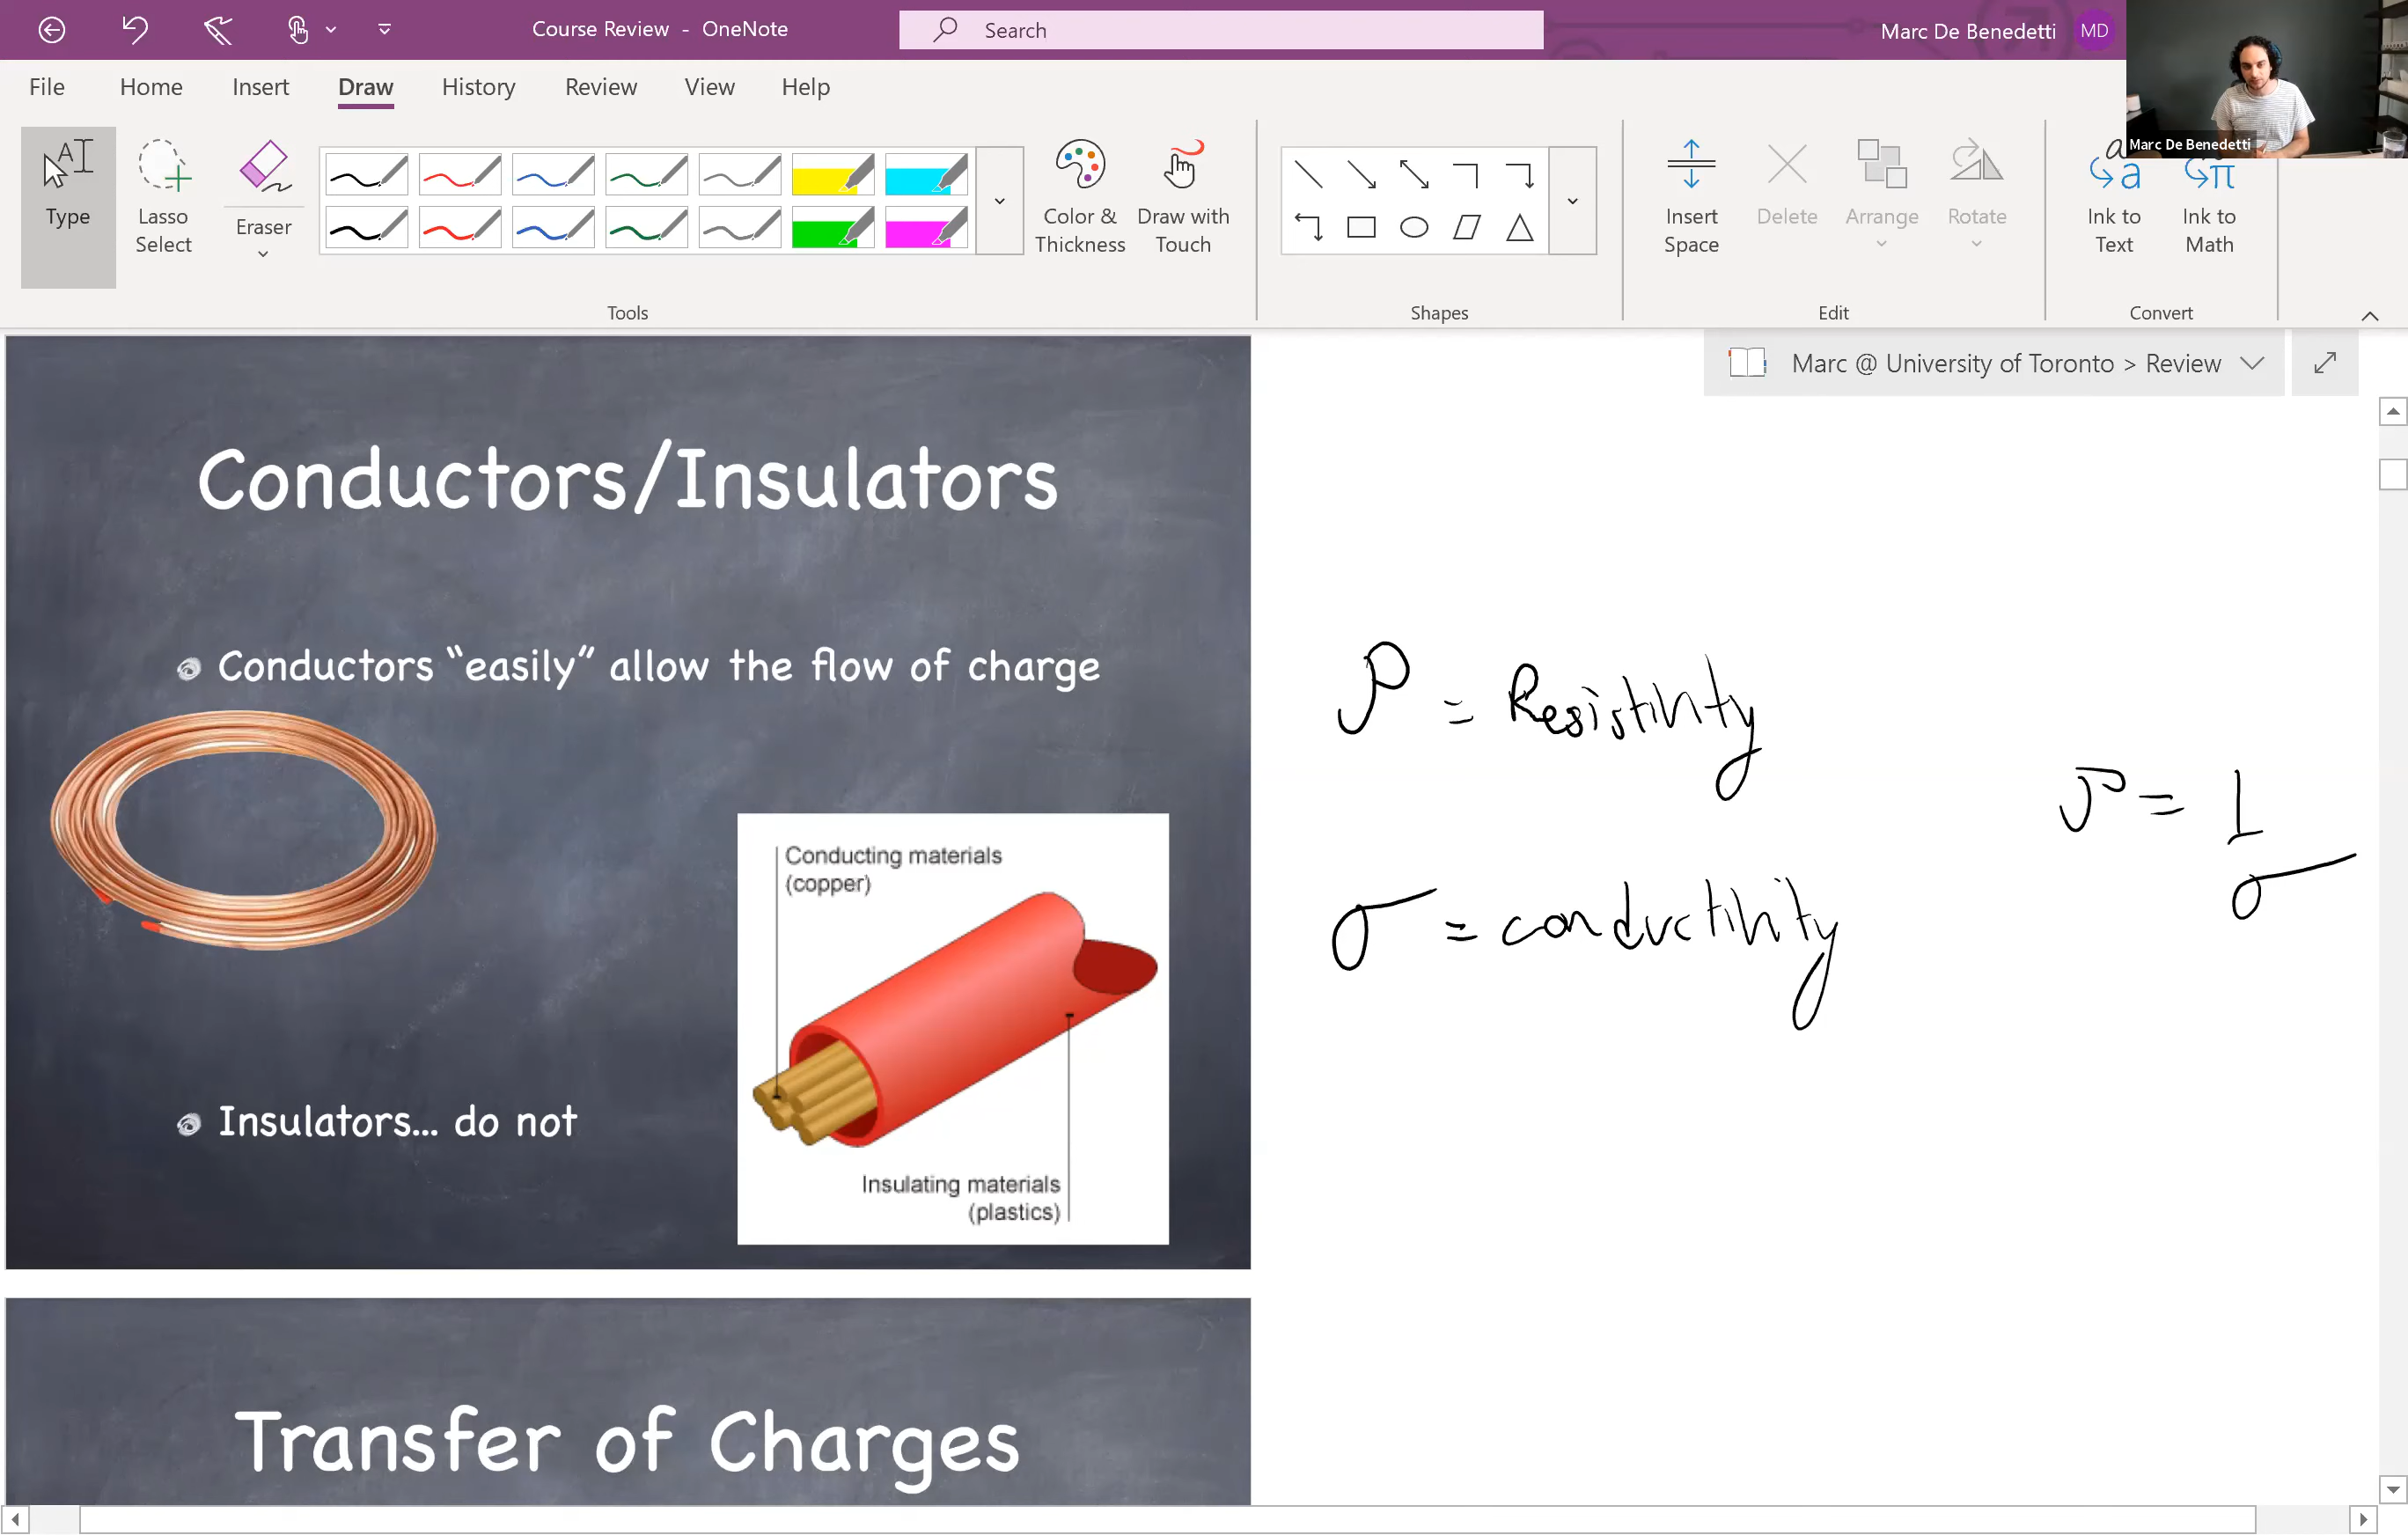 Course Review - OneNote
Search
Marc De Benedetti MD
File Home Insert Draw History Review View Help
Marc De Benedetti
Type
Lasso Select
Eraser
Color & Thickness
Draw with Touch
Insert Space
Delete
Arrange
Rotate
Ink to Text
Ink to Math
Tools
Shapes
Edit
Convert
Marc @ University of Toronto > Review
Conductors/Insulators
Conductors “easily” allow the flow of charge
Conducting materials
(copper)
Insulators... do not
Insulating materials
(plastics)
Transfer of Charges
ρ = Resistivity
σ = conductivity
ρ = 1
σ